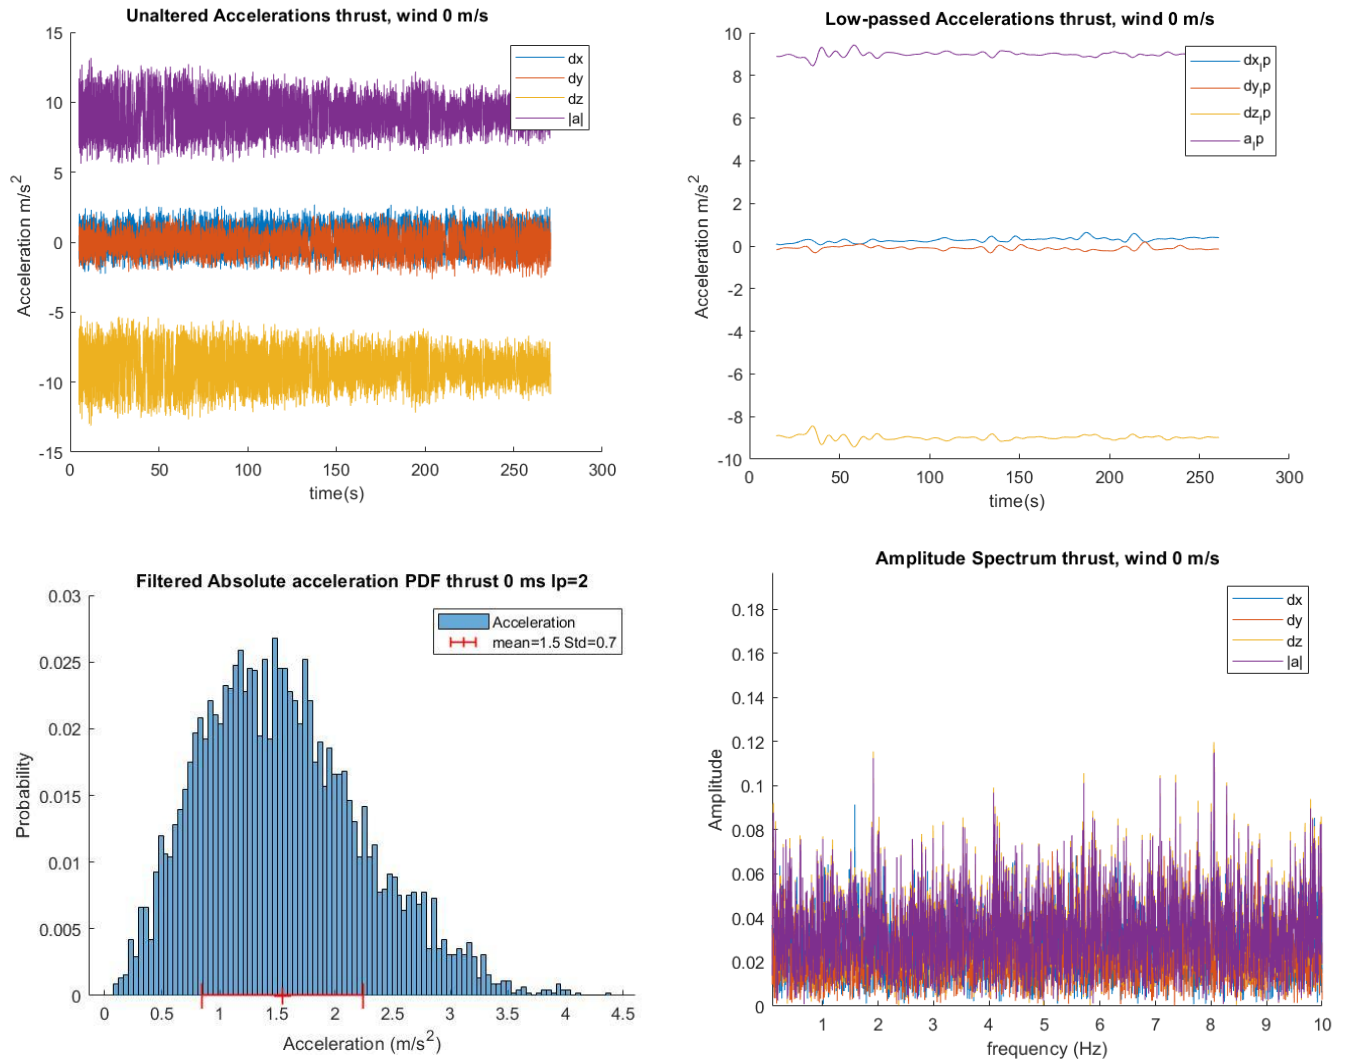 Unaltered Accelerations thrust, wind 0 m/s
15
10
5
0
-5
-10
-15
Acceleration m/s²
0 50 100 150 200 250 300
time(s)
dx
dy
dz
|a|
Low-passed Accelerations thrust, wind 0 m/s
10
8
6
4
2
0
-2
-4
-6
-8
-10
Acceleration m/s²
0 50 100 150 200 250 300
time(s)
dxₗp
dyₗp
dzₗp
aₗp
Filtered Absolute acceleration PDF thrust 0 ms lp=2
0.03
0.025
0.02
0.015
0.01
0.005
0
Probability
0 0.5 1 1.5 2 2.5 3 3.5 4 4.5
Acceleration (m/s²)
Acceleration
mean=1.5 Std=0.7
Amplitude Spectrum thrust, wind 0 m/s
0.18
0.16
0.14
0.12
0.1
0.08
0.06
0.04
0.02
0
Amplitude
1 2 3 4 5 6 7 8 9 10
frequency (Hz)
dx
dy
dz
|a|